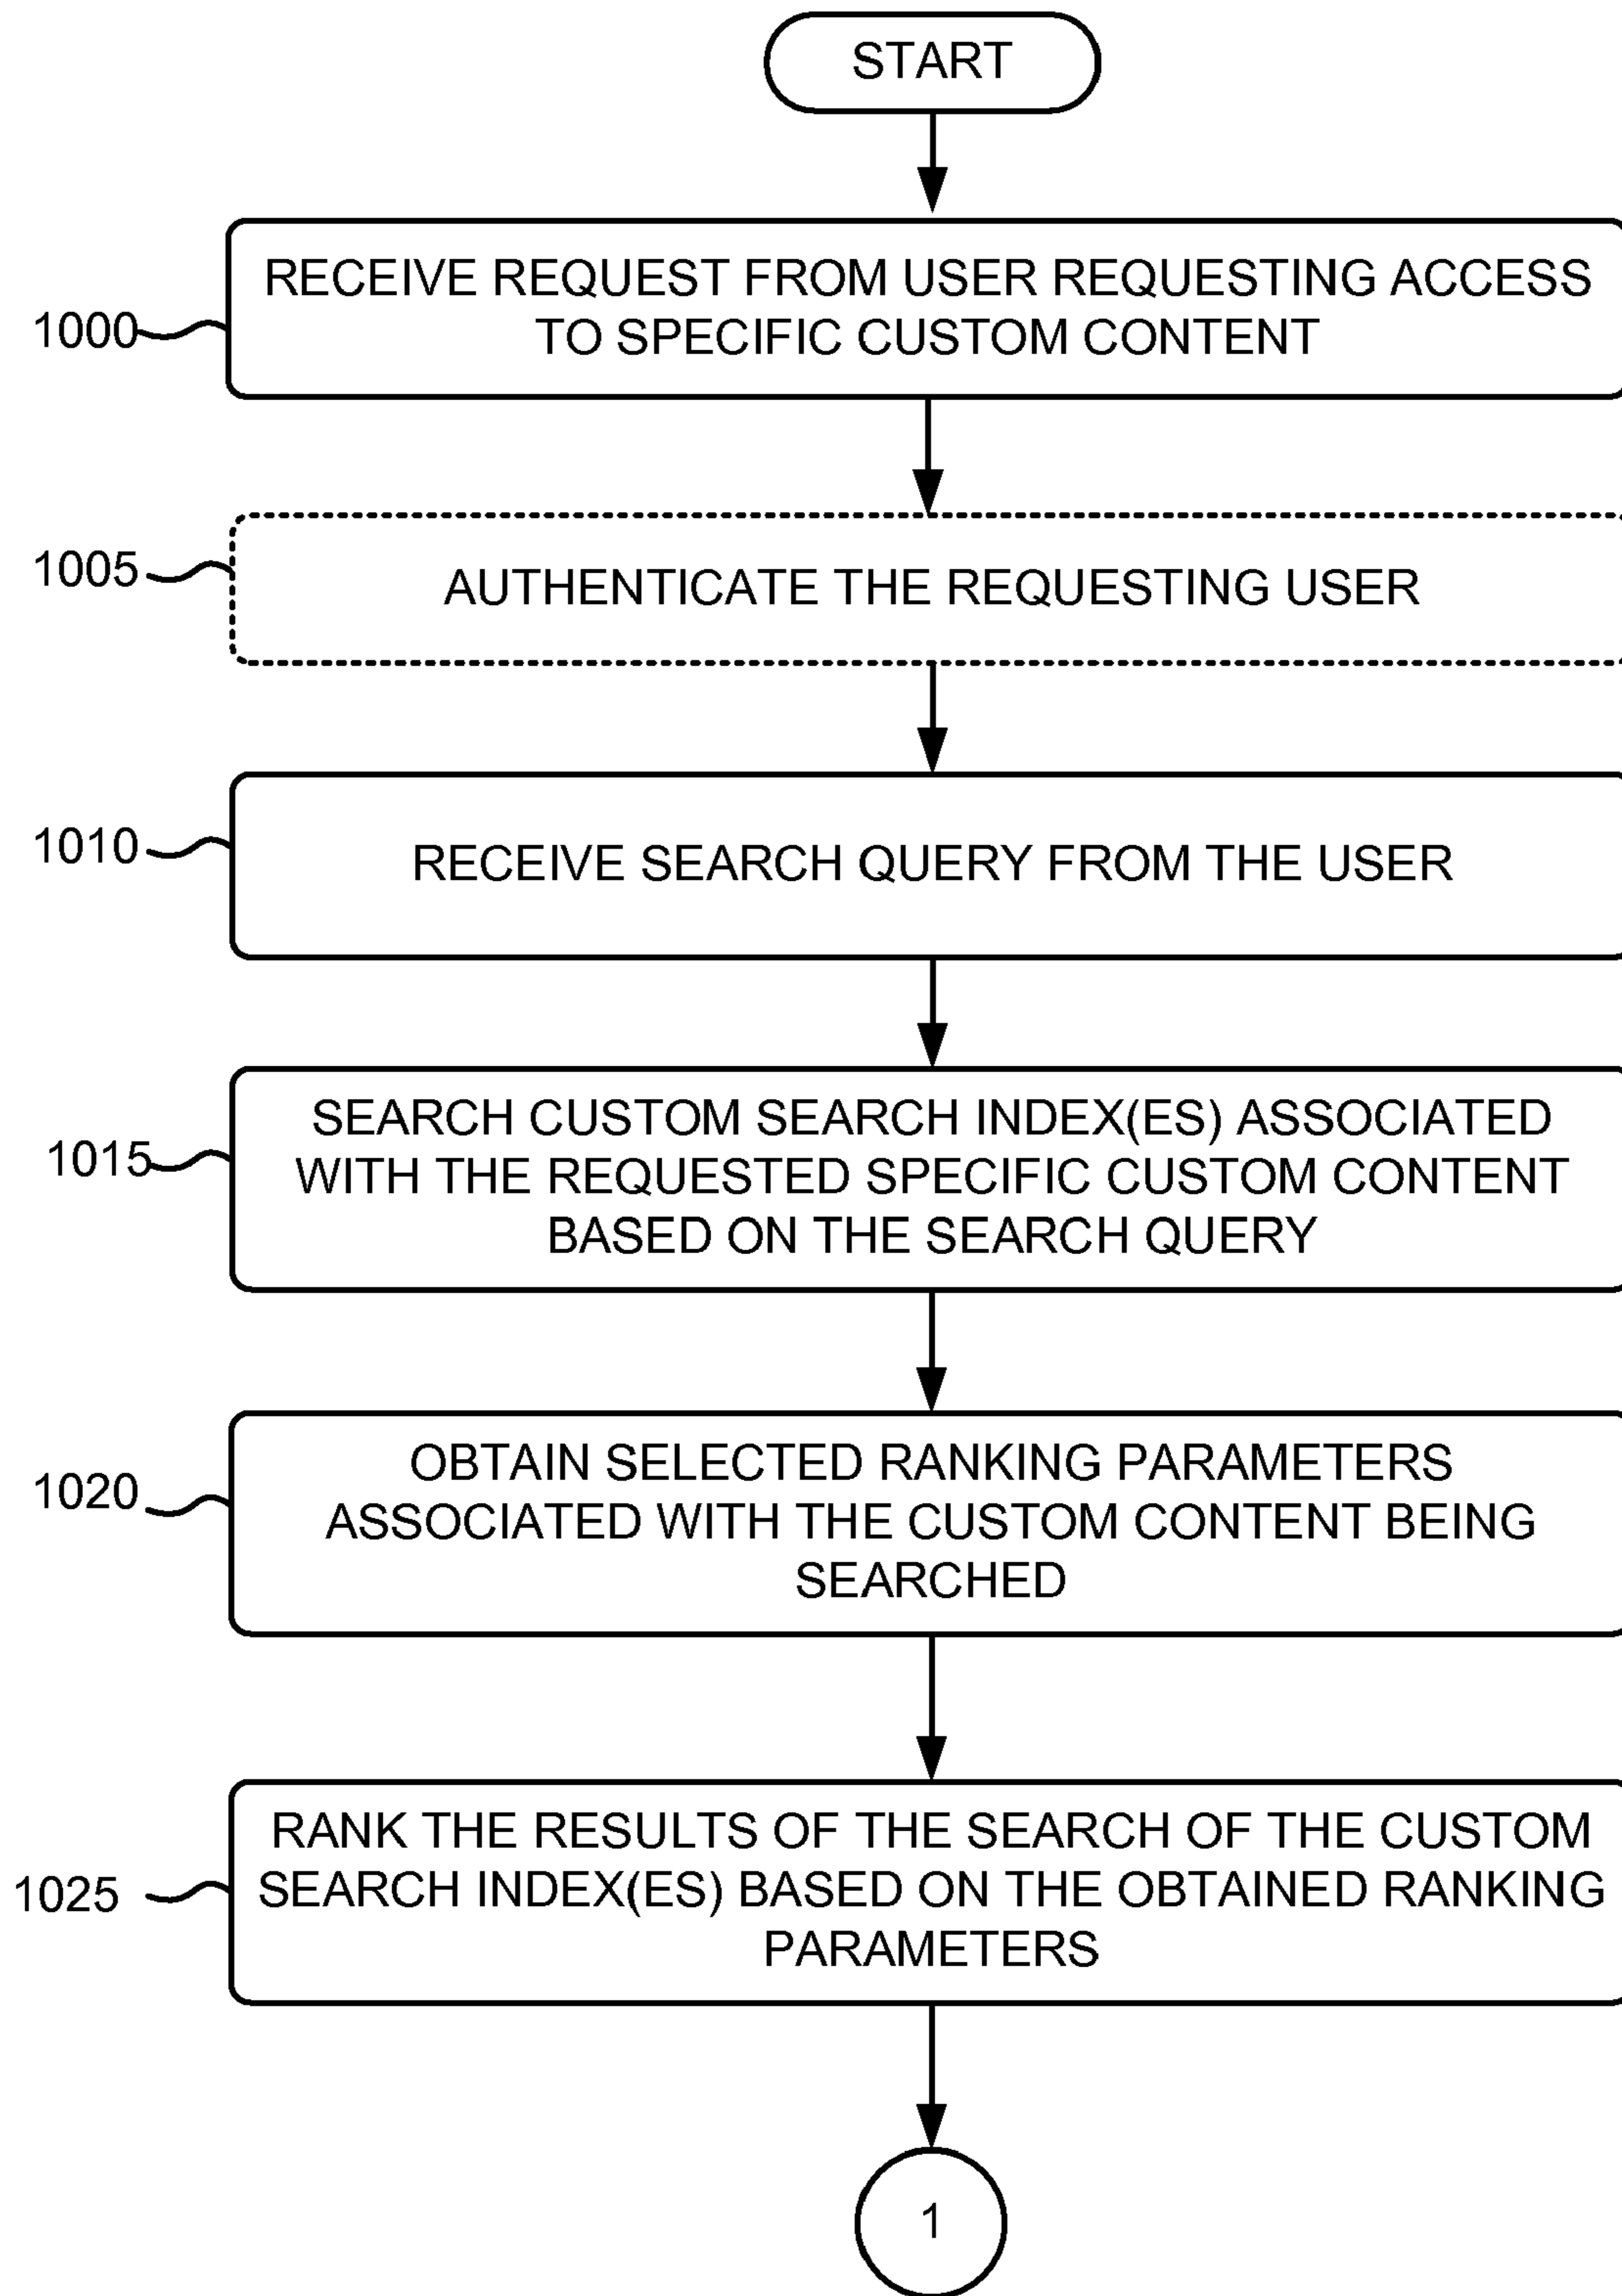 START
RECEIVE REQUEST FROM USER REQUESTING ACCESS
TO SPECIFIC CUSTOM CONTENT
1000
AUTHENTICATE THE REQUESTING USER
1005
RECEIVE SEARCH QUERY FROM THE USER
1010
SEARCH CUSTOM SEARCH INDEX(ES) ASSOCIATED
WITH THE REQUESTED SPECIFIC CUSTOM CONTENT
BASED ON THE SEARCH QUERY
1015
OBTAIN SELECTED RANKING PARAMETERS
ASSOCIATED WITH THE CUSTOM CONTENT BEING
SEARCHED
1020
RANK THE RESULTS OF THE SEARCH OF THE CUSTOM
SEARCH INDEX(ES) BASED ON THE OBTAINED RANKING
PARAMETERS
1025
1